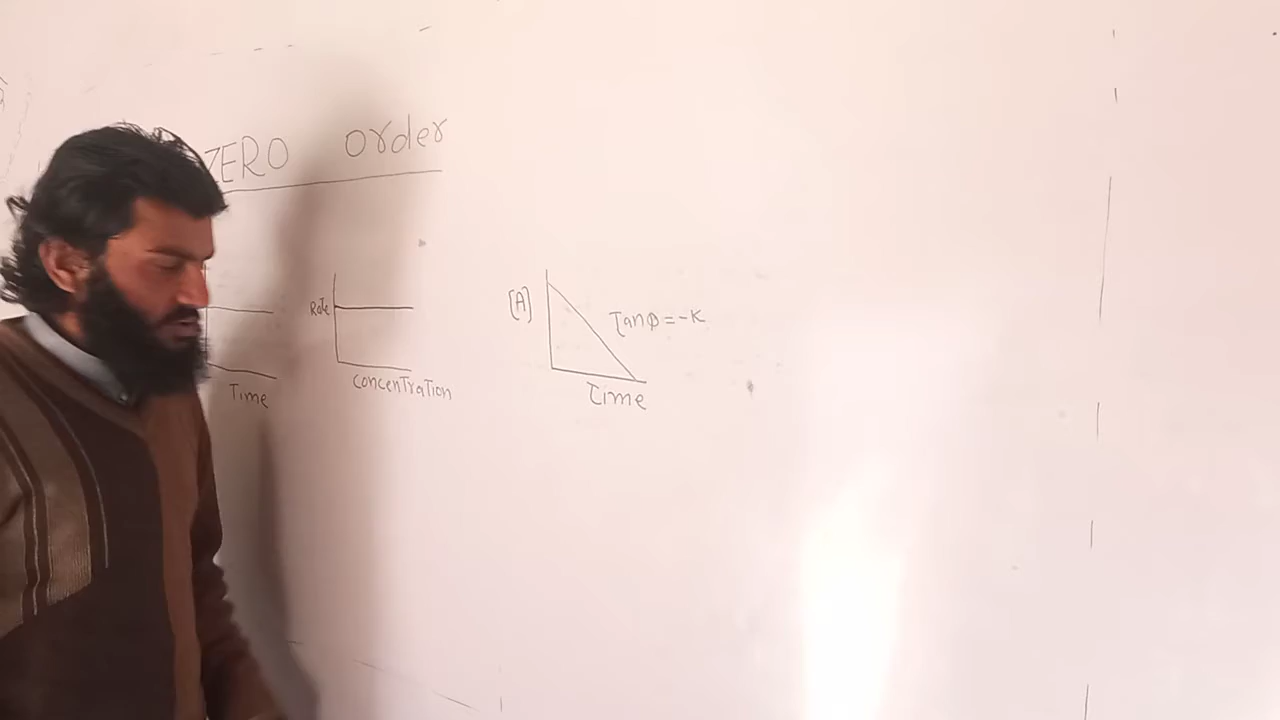 ZERO Order
Rate
Time
Concentration
[A]
Tanφ = -K
Time